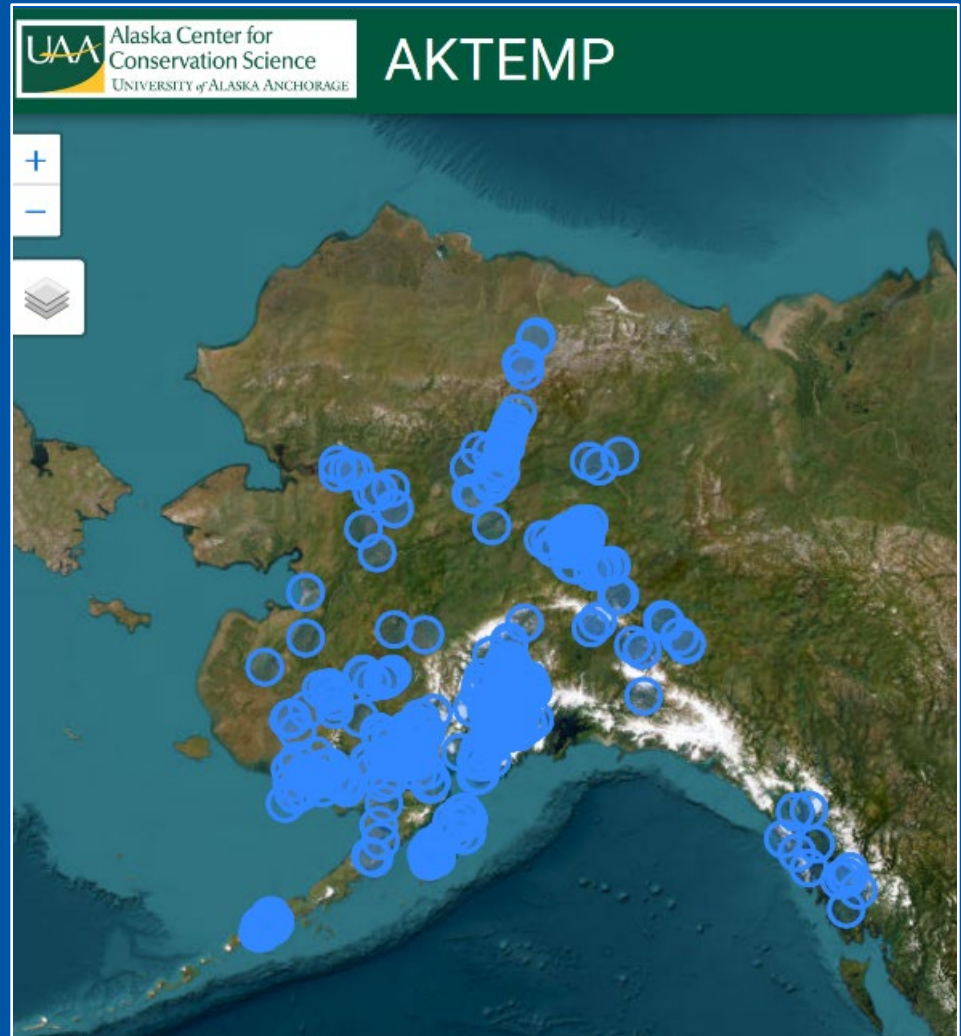 UAA
Alaska Center for
Conservation Science
UNIVERSITY of ALASKA ANCHORAGE
AKTEMP
+
−